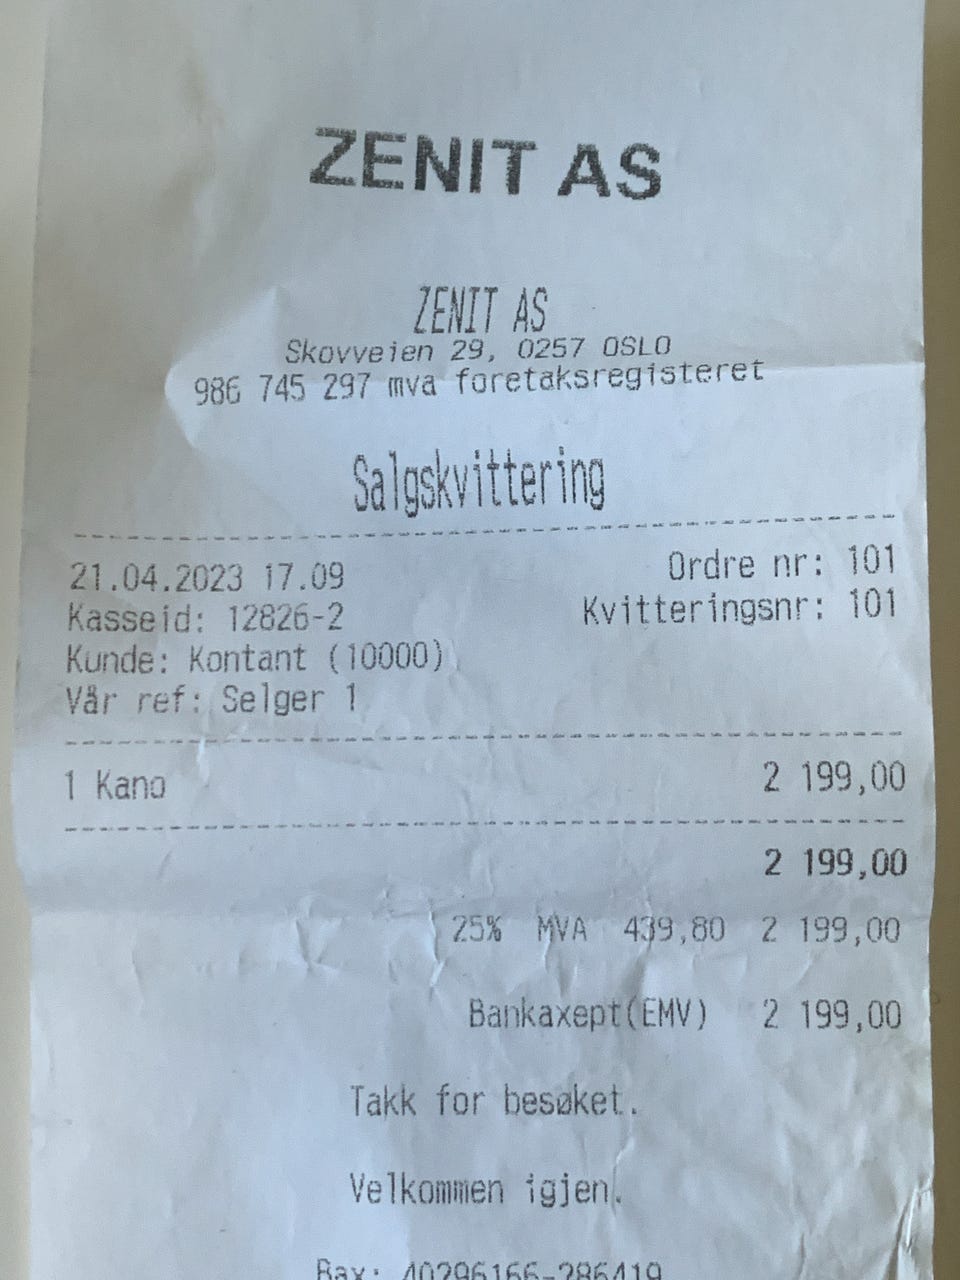 ZENIT AS
ZENIT AS
Skovveien 29, 0257 OSLO
986 745 297 mva foretaksregisteret
Salgskvittering
21.04.2023 17.09 Ordre nr: 101
Kasseid: 12826-2 Kvitteringsnr: 101
Kunde: Kontant (10000)
Vår ref: Selger 1
1 Kano 2 199,00
2 199,00
25% MVA 439,80 2 199,00
Bankaxept(EMV) 2 199,00
Takk for besøket.
Velkommen igjen.
Bax: 40296166-286419